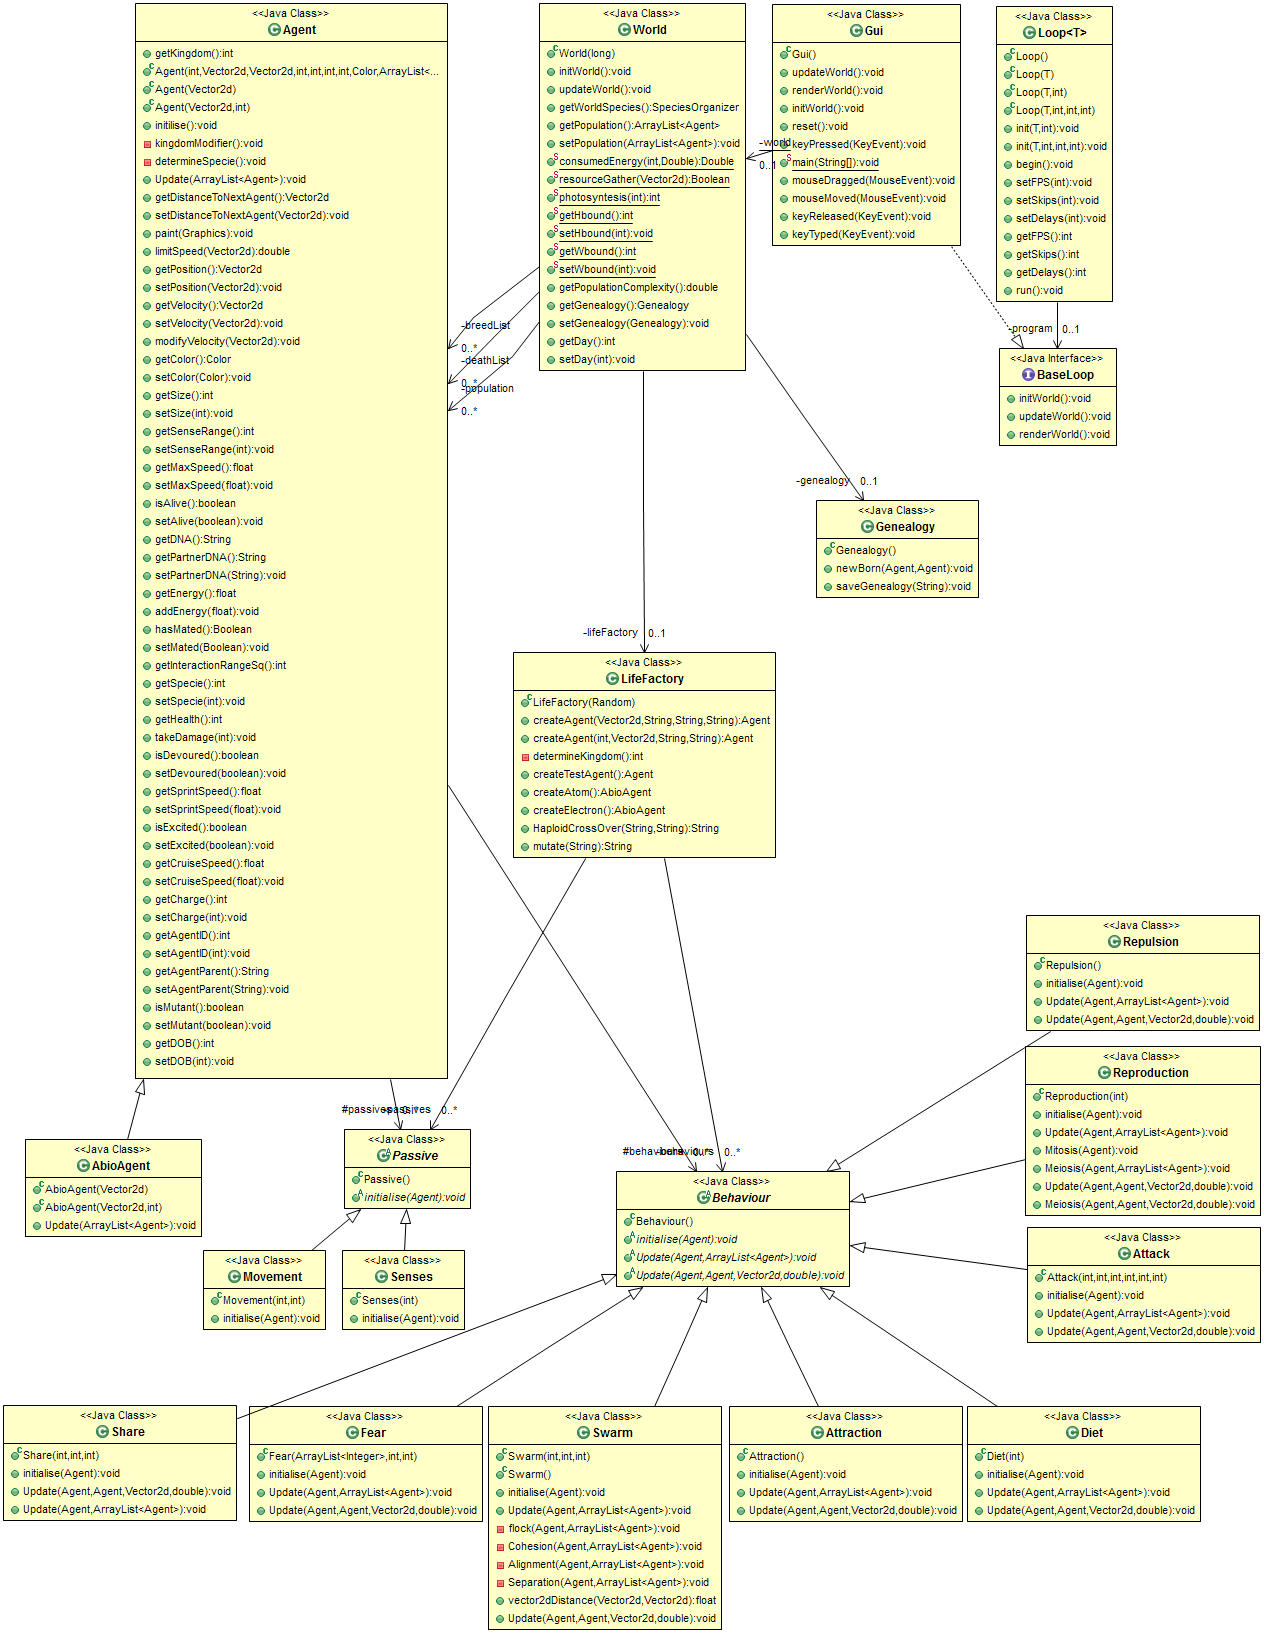 <<Java Class>>
Agent
getKingdom():int
Agent(int,Vector2d,Vector2d,int,int,int,int,Color,ArrayList<...
Agent(Vector2d)
Agent(Vector2d,int)
initilise():void
kingdomModifier():void
determineSpecie():void
Update(ArrayList<Agent>):void
getDistanceToNextAgent():Vector2d
setDistanceToNextAgent(Vector2d):void
paint(Graphics):void
limitSpeed(Vector2d):double
getPosition():Vector2d
setPosition(Vector2d):void
getVelocity():Vector2d
setVelocity(Vector2d):void
modifyVelocity(Vector2d):void
getColor():Color
setColor(Color):void
getSize():int
setSize(int):void
getSenseRange():int
setSenseRange(int):void
getMaxSpeed():float
setMaxSpeed(float):void
isAlive():boolean
setAlive(boolean):void
getDNA():String
getPartnerDNA():String
setPartnerDNA(String):void
getEnergy():float
addEnergy(float):void
hasMated():Boolean
setMated(Boolean):void
getInteractionRangeSq():int
getSpecie():int
setSpecie(int):void
getHealth():int
takeDamage(int):void
isDevoured():boolean
setDevoured(boolean):void
getSprintSpeed():float
setSprintSpeed(float):void
isExcited():boolean
setExcited(boolean):void
getCruiseSpeed():float
setCruiseSpeed(float):void
getCharge():int
setCharge(int):void
getAgentID():int
setAgentID(int):void
getAgentParent():String
setAgentParent(String):void
isMutant():boolean
setMutant(boolean):void
getDOB():int
setDOB(int):void
<<Java Class>>
World
World(long)
initWorld():void
updateWorld():void
getWorldSpecies():SpeciesOrganizer
getPopulation():ArrayList<Agent>
setPopulation(ArrayList<Agent>):void
consumedEnergy(int,Double):Double
resourceGather(Vector2d):Boolean
photosyntesis(int):int
getHbound():int
setHbound(int):void
getWbound():int
setWbound(int):void
getPopulationComplexity():double
getGenealogy():Genealogy
setGenealogy(Genealogy):void
getDay():int
setDay(int):void
<<Java Class>>
Gui
Gui()
updateWorld():void
renderWorld():void
initWorld():void
reset():void
keyPressed(KeyEvent):void
main(String[]):void
mouseDragged(MouseEvent):void
mouseMoved(MouseEvent):void
keyReleased(KeyEvent):void
keyTyped(KeyEvent):void
-world
0..1
<<Java Class>>
Loop<T>
Loop()
Loop(T)
Loop(T,int)
Loop(T,int,int,int)
init(T,int):void
init(T,int,int,int):void
begin():void
setFPS(int):void
setSkips(int):void
setDelays(int):void
getFPS():int
getSkips():int
getDelays():int
run():void
-program
0..1
<<Java Interface>>
BaseLoop
initWorld():void
updateWorld():void
renderWorld():void
-breedList
0..*
-deathList
0..*
-population
0..*
-genealogy
0..1
<<Java Class>>
Genealogy
Genealogy()
newBorn(Agent,Agent):void
saveGenealogy(String):void
-lifeFactory
0..1
<<Java Class>>
LifeFactory
LifeFactory(Random)
createAgent(Vector2d,String,String,String):Agent
createAgent(int,Vector2d,String,String):Agent
determineKingdom():int
createTestAgent():Agent
createAtom():AbioAgent
createElectron():AbioAgent
HaploidCrossOver(String,String):String
mutate(String):String
<<Java Class>>
Repulsion
Repulsion()
initialise(Agent):void
Update(Agent,ArrayList<Agent>):void
Update(Agent,Agent,Vector2d,double):void
<<Java Class>>
Reproduction
Reproduction(int)
initialise(Agent):void
Update(Agent,ArrayList<Agent>):void
Mitosis(Agent):void
Meiosis(Agent,ArrayList<Agent>):void
Update(Agent,Agent,Vector2d,double):void
Meiosis(Agent,Agent,Vector2d,double):void
<<Java Class>>
Attack
Attack(int,int,int,int,int,int)
initialise(Agent):void
Update(Agent,ArrayList<Agent>):void
Update(Agent,Agent,Vector2d,double):void
#passives
0..*
-passives
0..*
<<Java Class>>
AbioAgent
AbioAgent(Vector2d)
AbioAgent(Vector2d,int)
Update(ArrayList<Agent>):void
<<Java Class>>
Passive
Passive()
initialise(Agent):void
#behaviours
0..*
-behaviours
0..*
<<Java Class>>
Behaviour
Behaviour()
initialise(Agent):void
Update(Agent,ArrayList<Agent>):void
Update(Agent,Agent,Vector2d,double):void
<<Java Class>>
Movement
Movement(int,int)
initialise(Agent):void
<<Java Class>>
Senses
Senses(int)
initialise(Agent):void
<<Java Class>>
Share
Share(int,int,int)
initialise(Agent):void
Update(Agent,Agent,Vector2d,double):void
Update(Agent,ArrayList<Agent>):void
<<Java Class>>
Fear
Fear(ArrayList<Integer>,int,int)
initialise(Agent):void
Update(Agent,ArrayList<Agent>):void
Update(Agent,Agent,Vector2d,double):void
<<Java Class>>
Swarm
Swarm(int,int,int)
Swarm()
initialise(Agent):void
Update(Agent,ArrayList<Agent>):void
flock(Agent,ArrayList<Agent>):void
Cohesion(Agent,ArrayList<Agent>):void
Alignment(Agent,ArrayList<Agent>):void
Separation(Agent,ArrayList<Agent>):void
vector2dDistance(Vector2d,Vector2d):float
Update(Agent,Agent,Vector2d,double):void
<<Java Class>>
Attraction
Attraction()
initialise(Agent):void
Update(Agent,ArrayList<Agent>):void
Update(Agent,Agent,Vector2d,double):void
<<Java Class>>
Diet
Diet(int)
initialise(Agent):void
Update(Agent,ArrayList<Agent>):void
Update(Agent,Agent,Vector2d,double):void